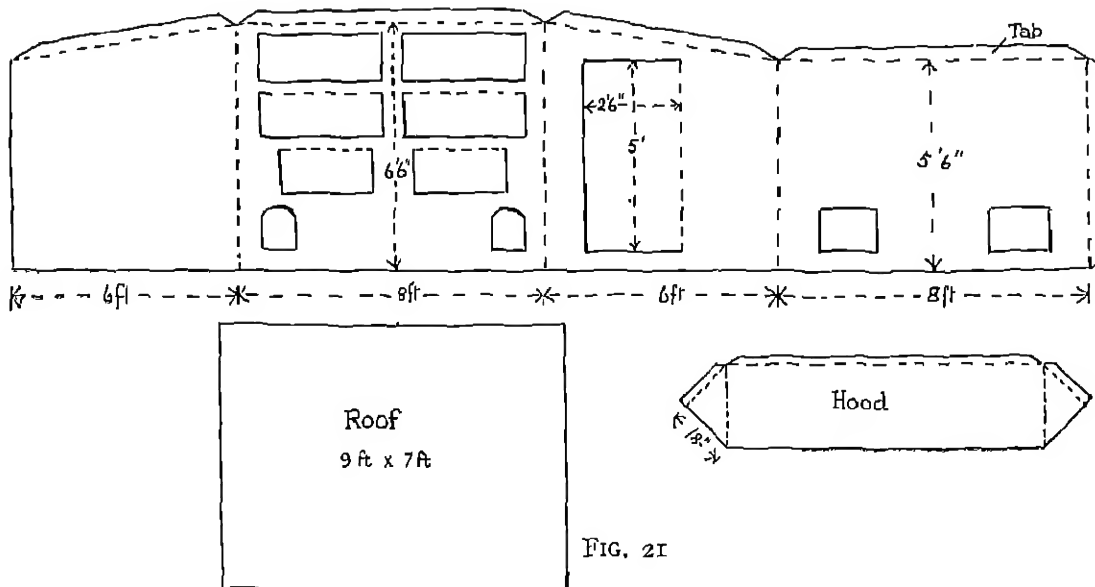 Tab
2'6"
5'
6'6"
5'6"
6ft
8ft
6ft
8ft
Roof
9 ft x 7 ft
Hood
18"
FIG. 21